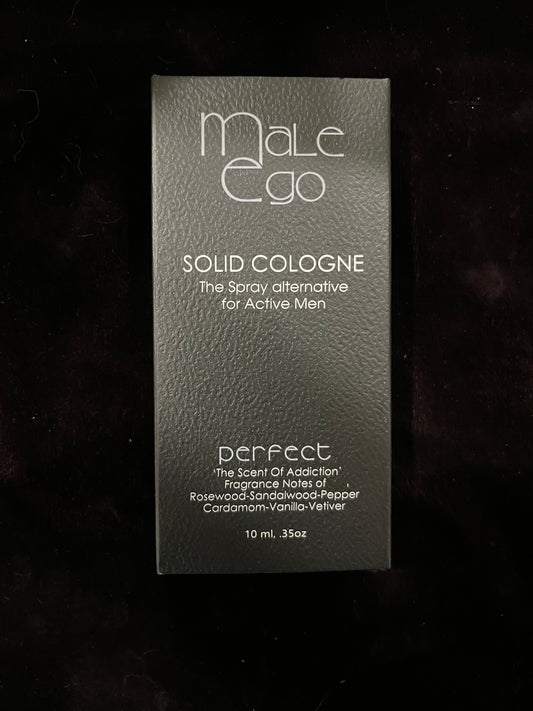 Male
Ego
SOLID COLOGNE
The Spray alternative
for Active Men
perfect
'The Scent Of Addiction'
Fragrance Notes of
Rosewood-Sandalwood-Pepper
Cardamom-Vanilla-Vetiver
10 ml, .35oz